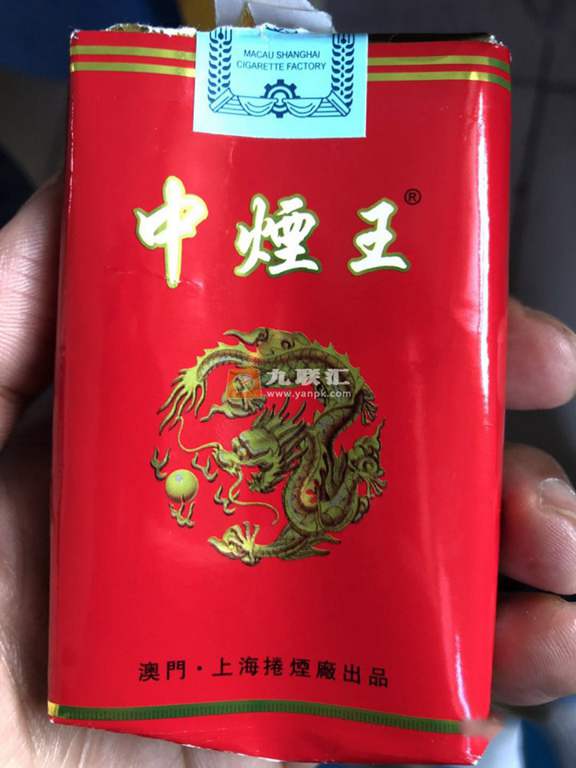 MACAU SHANGHAI
CIGARETTE FACTORY
中煙王®
九联汇
www.yanpk.com
澳門·上海捲煙廠出品